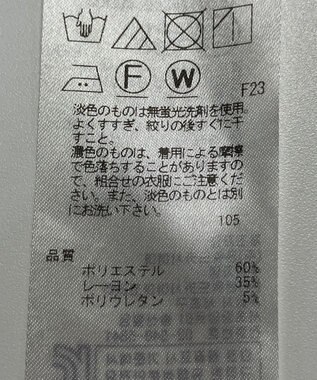 F W
F23
淡色のものは無蛍光洗剤を使用、
よくすすぎ、絞りの後すぐに干
すこと。
濃色のものは、着用による摩擦
で色落ちすることがありますの
で、組合せの衣服にご注意くださ
い。また、淡色のものとは別
にお洗い下さい。
105
品質
ポリエステル 60%
レーヨン 35%
ポリウレタン 5%